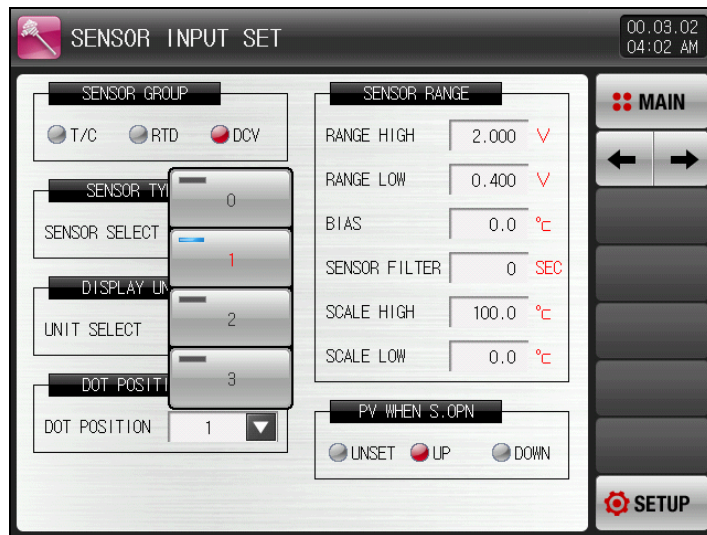 SENSOR INPUT SET
00.03.02
04:02 AM
SENSOR GROUP
T/C RTD DCV
SENSOR
SENSOR SELECT
DISPLAY
UNIT SELECT
DOT
DOT POSITION 1
0
1
2
3
SENSOR RANGE
RANGE HIGH 2.000 V
RANGE LOW 0.400 V
BIAS 0.0 ℃
SENSOR FILTER 0 SEC
SCALE HIGH 100.0 ℃
SCALE LOW 0.0 ℃
PV WHEN S.OPN
UNSET UP DOWN
MAIN
SETUP